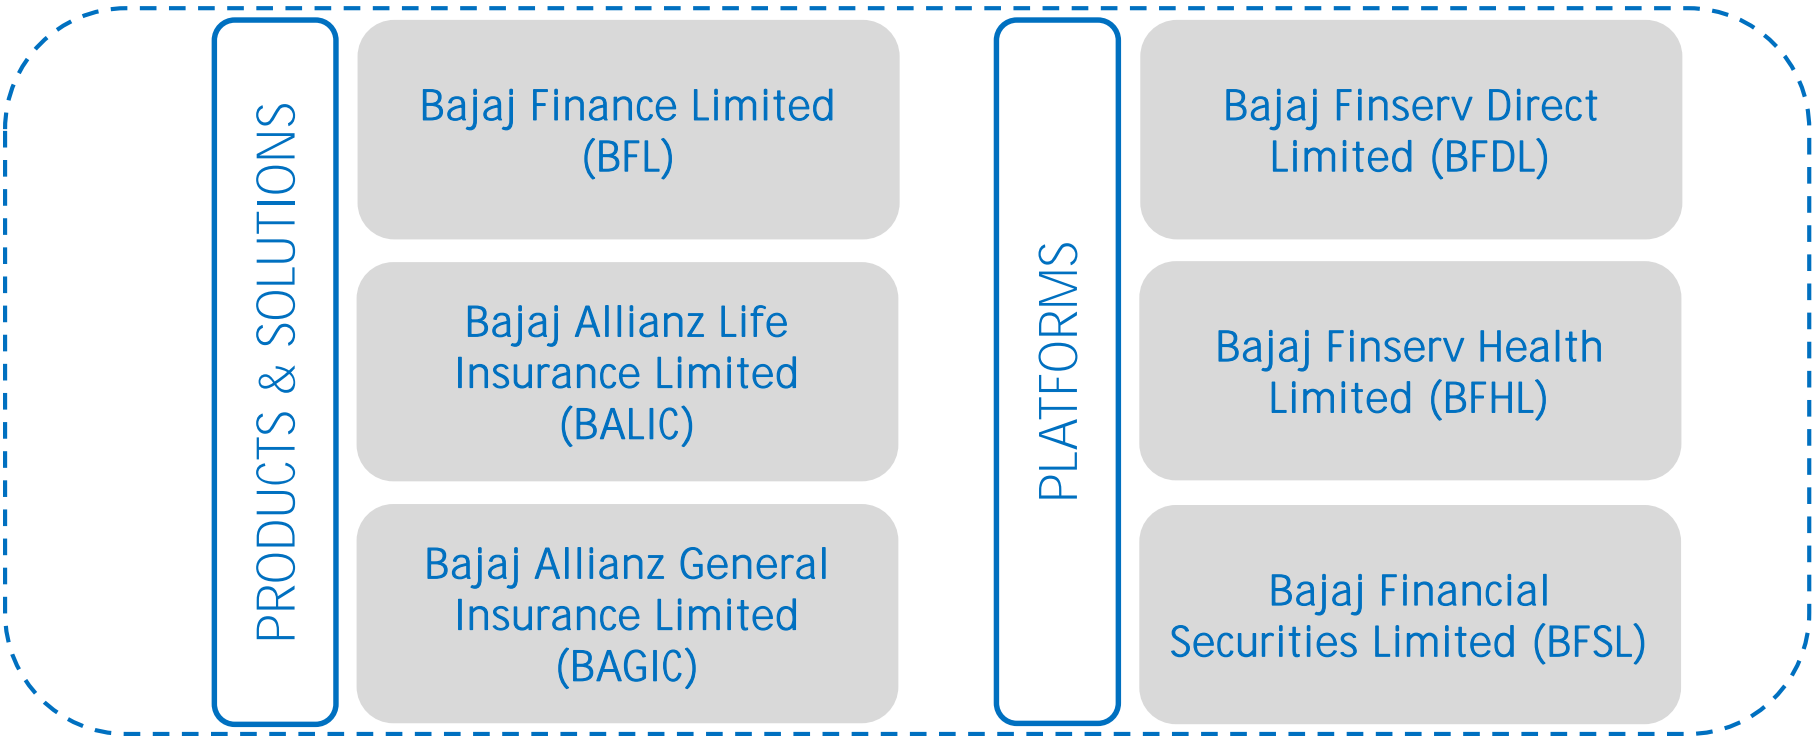 PRODUCTS & SOLUTIONS
Bajaj Finance Limited
(BFL)
Bajaj Allianz Life
Insurance Limited
(BALIC)
Bajaj Allianz General
Insurance Limited
(BAGIC)
PLATFORMS
Bajaj Finserv Direct
Limited (BFDL)
Bajaj Finserv Health
Limited (BFHL)
Bajaj Financial
Securities Limited (BFSL)